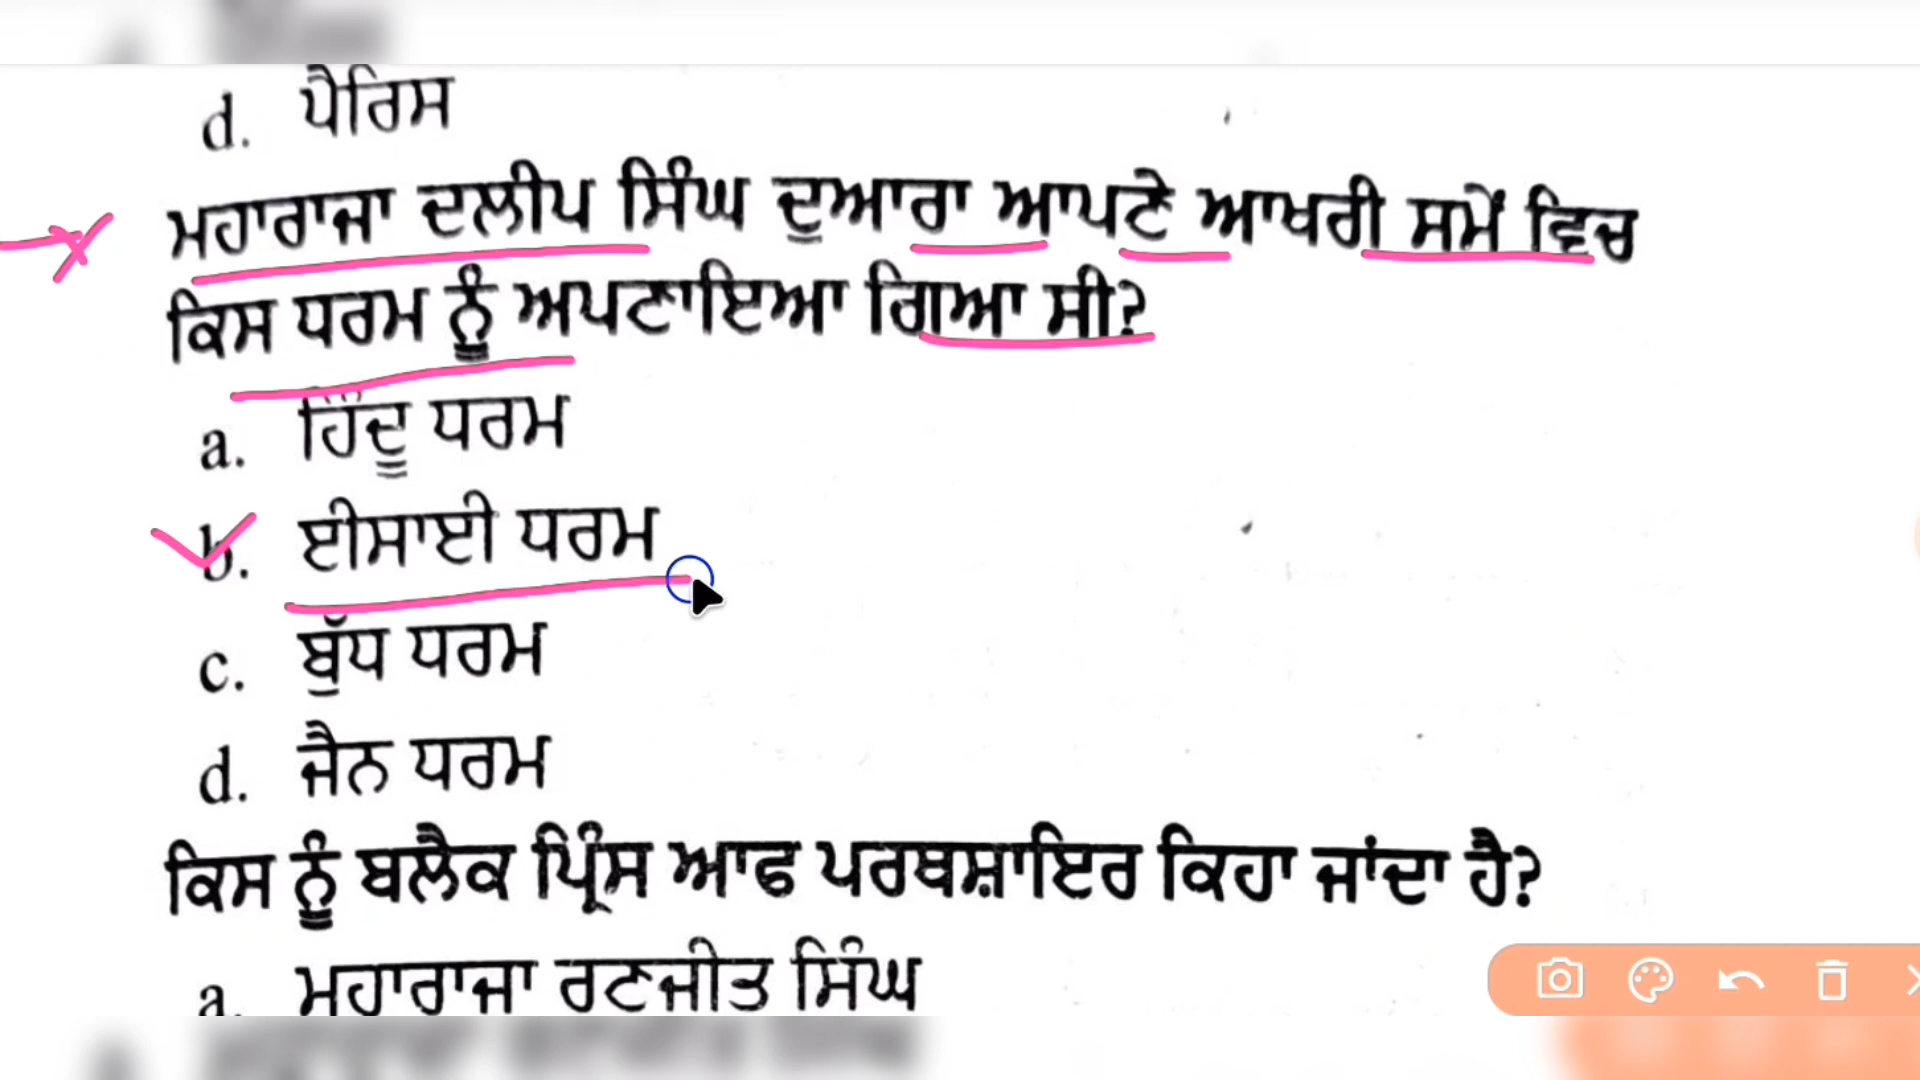 d. ਪੈਰਿਸ
ਮਹਾਰਾਜਾ ਦਲੀਪ ਸਿੰਘ ਦੁਆਰਾ ਆਪਣੇ ਆਖਰੀ ਸਮੇਂ ਵਿਚ
ਕਿਸ ਧਰਮ ਨੂੰ ਅਪਣਾਇਆ ਗਿਆ ਸੀ?
a. ਹਿੰਦੂ ਧਰਮ
b. ਈਸਾਈ ਧਰਮ
c. ਬੁੱਧ ਧਰਮ
d. ਜੈਨ ਧਰਮ
ਕਿਸ ਨੂੰ ਬਲੈਕ ਪ੍ਰਿੰਸ ਆਫ ਪਰਥਸ਼ਾਇਰ ਕਿਹਾ ਜਾਂਦਾ ਹੈ?
a. ਮਹਾਰਾਜਾ ਰਣਜੀਤ ਸਿੰਘ